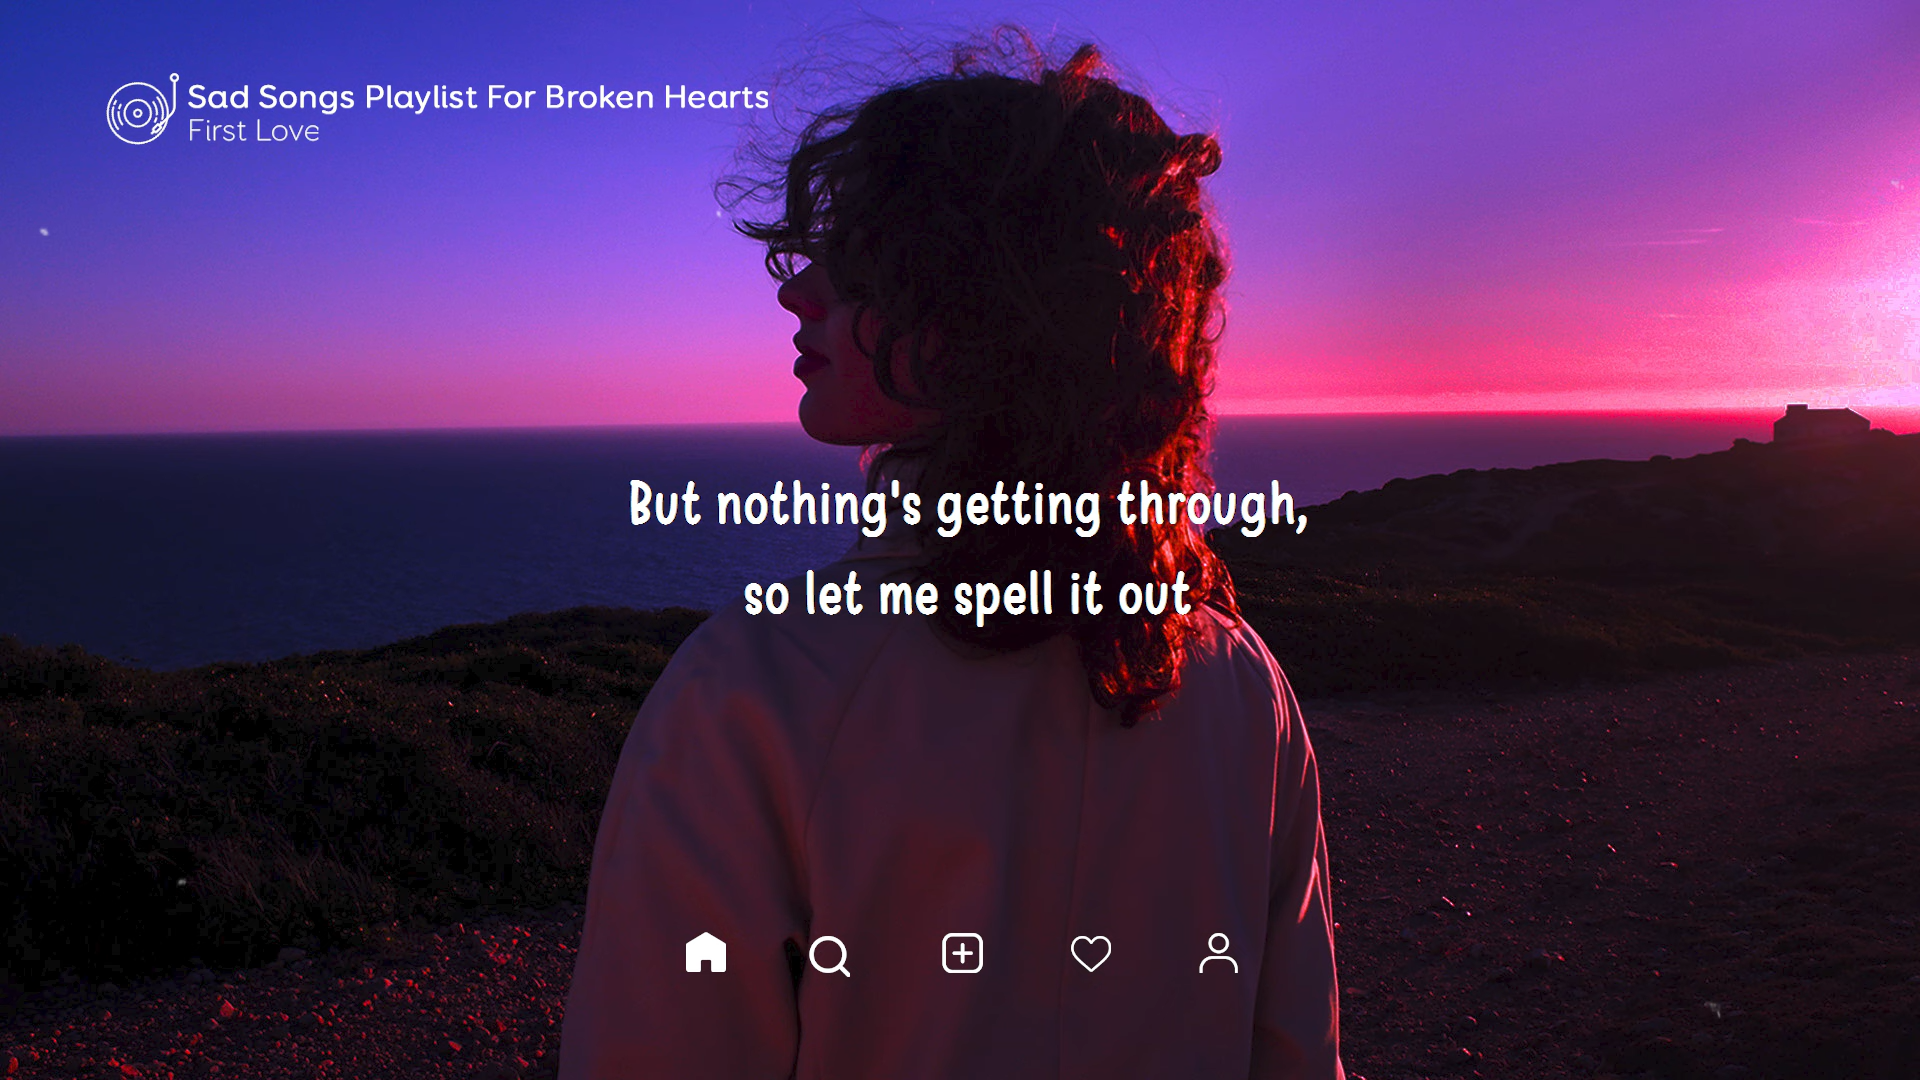 Sad Songs Playlist For Broken Hearts
First Love
But nothing's getting through,
so let me spell it out